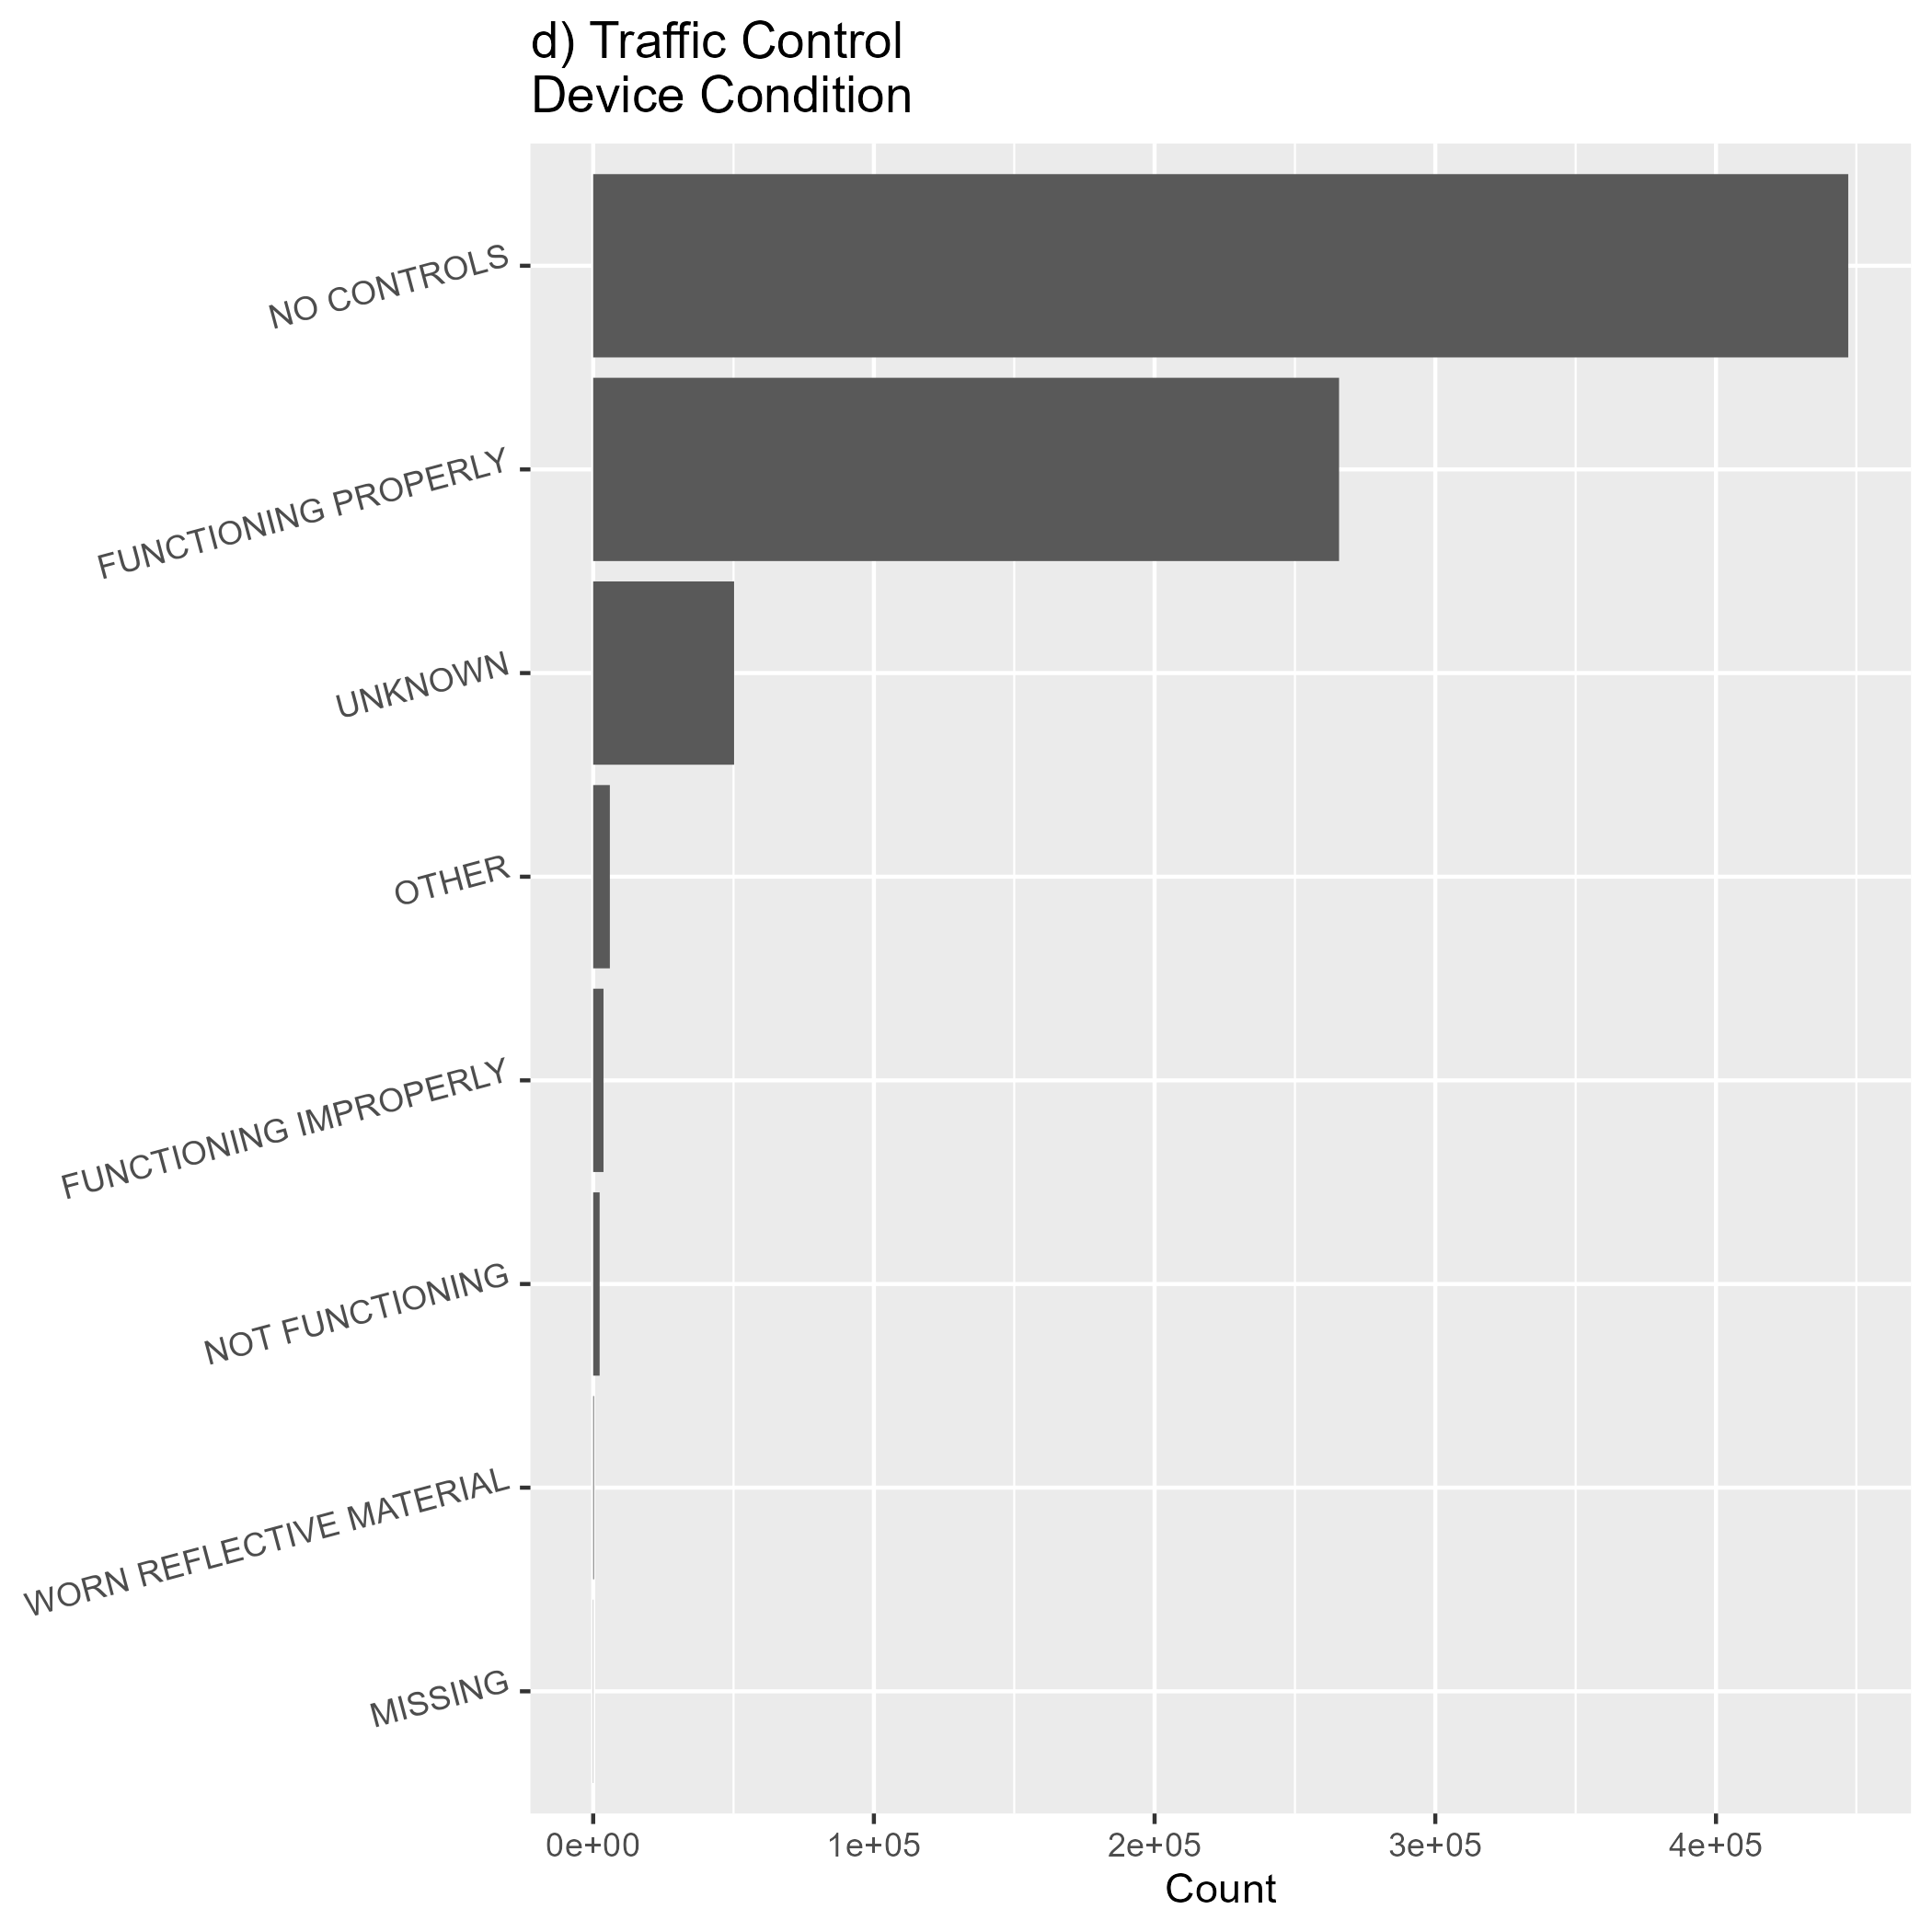 d) Traffic Control
Device Condition
NO CONTROLS
FUNCTIONING PROPERLY
UNKNOWN
OTHER
FUNCTIONING IMPROPERLY
NOT FUNCTIONING
WORN REFLECTIVE MATERIAL
MISSING
0e+00 1e+05 2e+05 3e+05 4e+05
Count